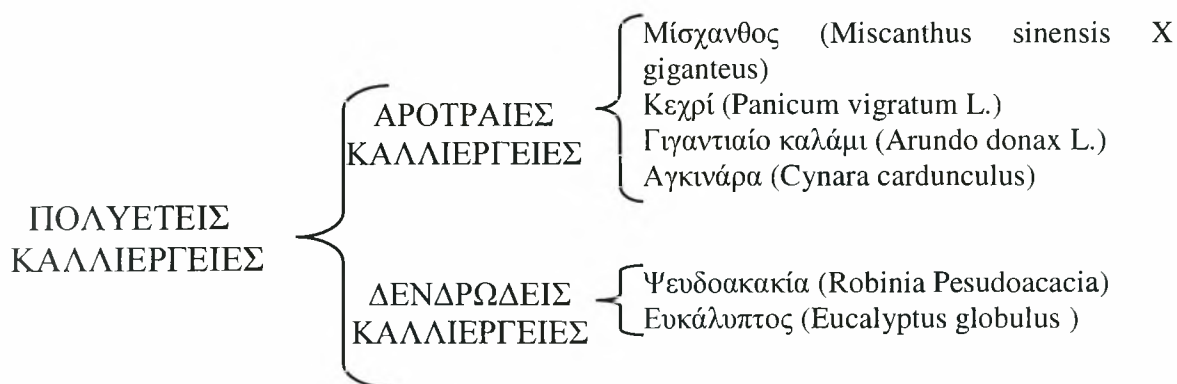 ΠΟΛΥΕΤΕΙΣ
ΚΑΛΛΙΕΡΓΕΙΕΣ
ΑΡΟΤΡΑΙΕΣ
ΚΑΛΛΙΕΡΓΕΙΕΣ
Μίσχανθος (Miscanthus sinensis X
giganteus)
Κεχρί (Panicum vigratum L.)
Γιγαντιαίο καλάμι (Arundo donax L.)
Αγκινάρα (Cynara cardunculus)
ΔΕΝΔΡΩΔΕΙΣ
ΚΑΛΛΙΕΡΓΕΙΕΣ
Ψευδοακακία (Robinia Pesudoacacia)
Ευκάλυπτος (Eucalyptus globulus )